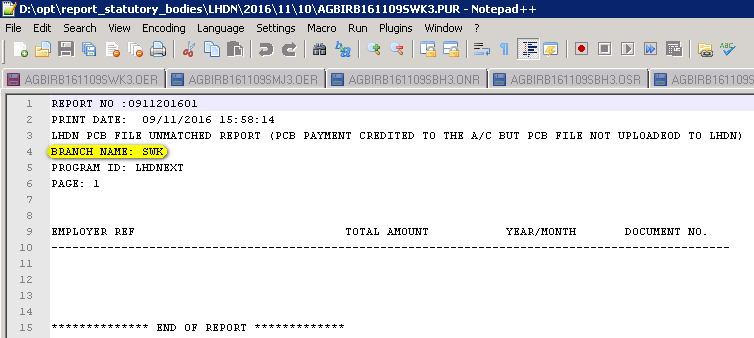 D:\opt\report_statutory_bodies\LHDN\2016\11\10\AGBIRB161109SWK3.PUR - Notepad++
File Edit Search View Encoding Language Settings Macro Run Plugins Window ?
AGBIRB161109SWK3.OER AGBIRB161109SMJ3.OER AGBIRB161109SBH3.ONR AGBIRB161109SBH3.OSR AGBIRB161109SWK3
1 REPORT NO :0911201601
2 PRINT DATE: 09/11/2016 15:58:14
3 LHDN PCB FILE UNMATCHED REPORT (PCB PAYMENT CREDITED TO THE A/C BUT PCB FILE NOT UPLOADEOD TO LHDN)
4 BRANCH NAME: SWK
5 PROGRAM ID: LHDNEXT
6 PAGE: 1
7
8
9 EMPLOYER REF TOTAL AMOUNT YEAR/MONTH DOCUMENT NO.
10 ------------------------------------------------------------------------------------------------------------------
11
12
13
14
15 ************** END OF REPORT *************